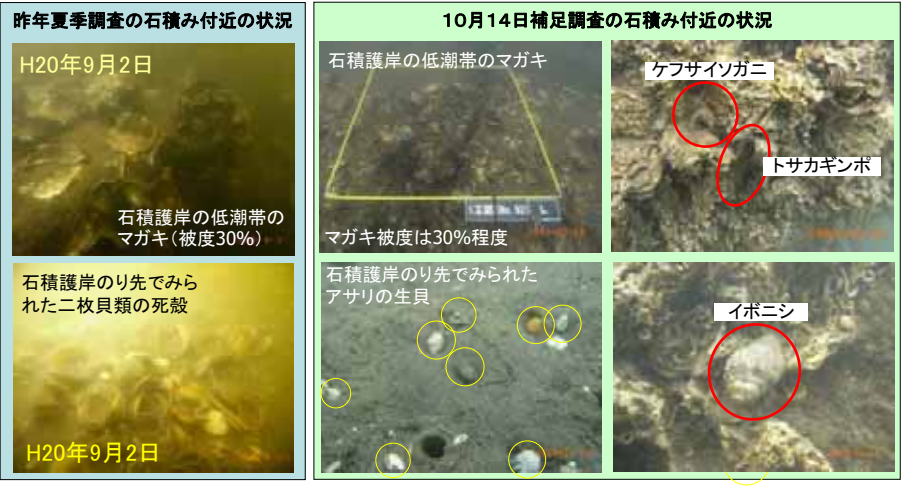 昨年夏季調査の石積み付近の状況
H20年9月2日
石積護岸の低潮帯の
マガキ（被度30%）
石積護岸のり先でみら
れた二枚貝類の死殻
H20年9月2日
10月14日補足調査の石積み付近の状況
石積護岸の低潮帯のマガキ
マガキ被度は30%程度
ケフサイソガニ
トサカギンポ
石積護岸のり先でみられた
アサリの生貝
イボニシ